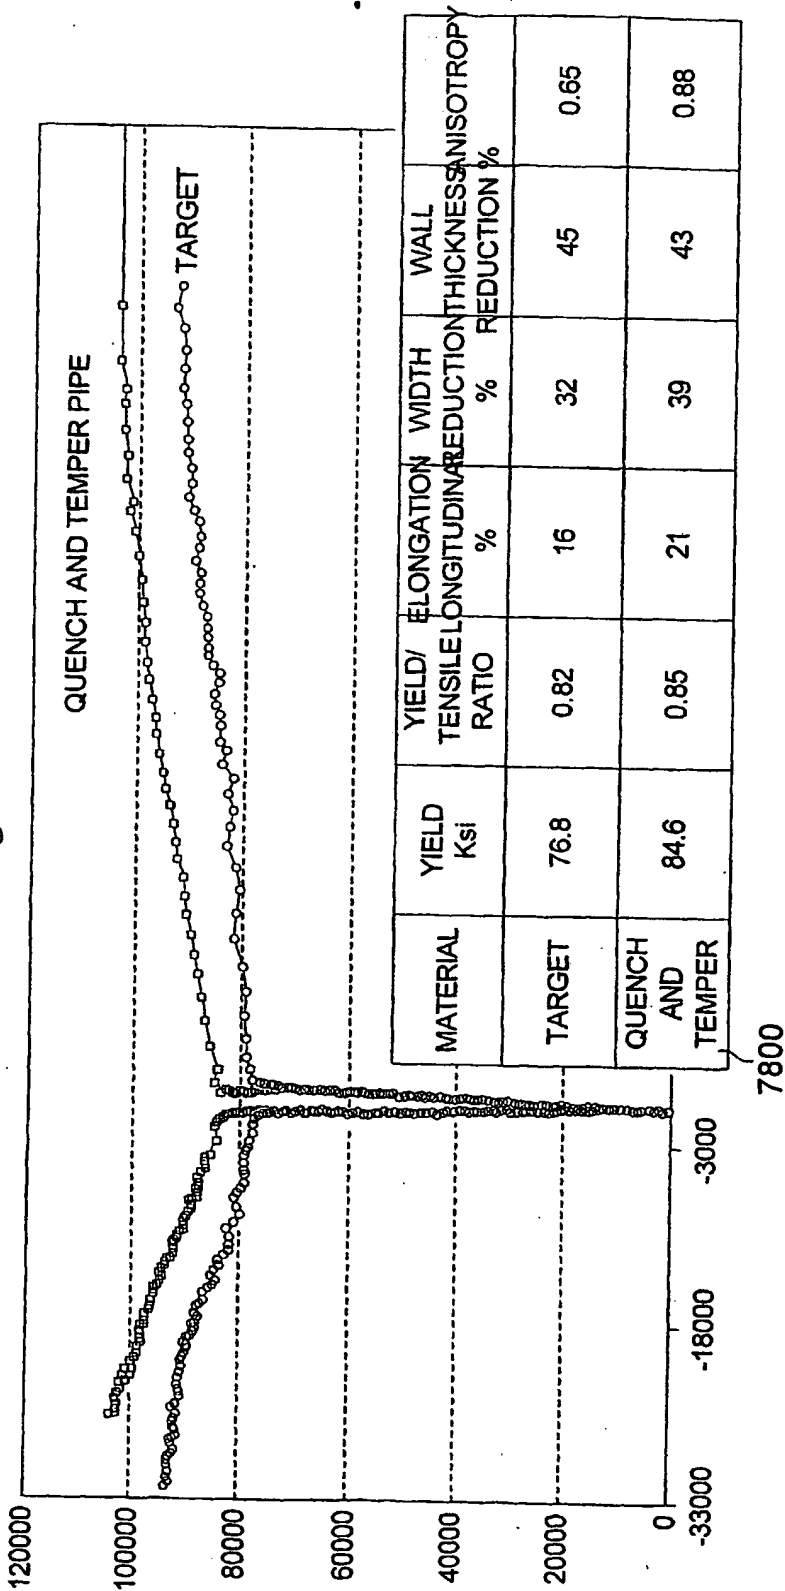 120000
100000
80000
60000
40000
20000
0
-33000
-18000
-3000
QUENCH AND TEMPER PIPE
TARGET
MATERIAL
YIELD
Ksi
YIELD/
TENSILE
RATIO
ELONGATION
LONGITUDINAL
%
WIDTH
REDUCTION
%
WALL
THICKNESS
REDUCTION %
ANISOTROPY
TARGET
76.8
0.82
16
32
45
0.65
QUENCH
AND
TEMPER
84.6
0.85
21
39
43
0.88
7800